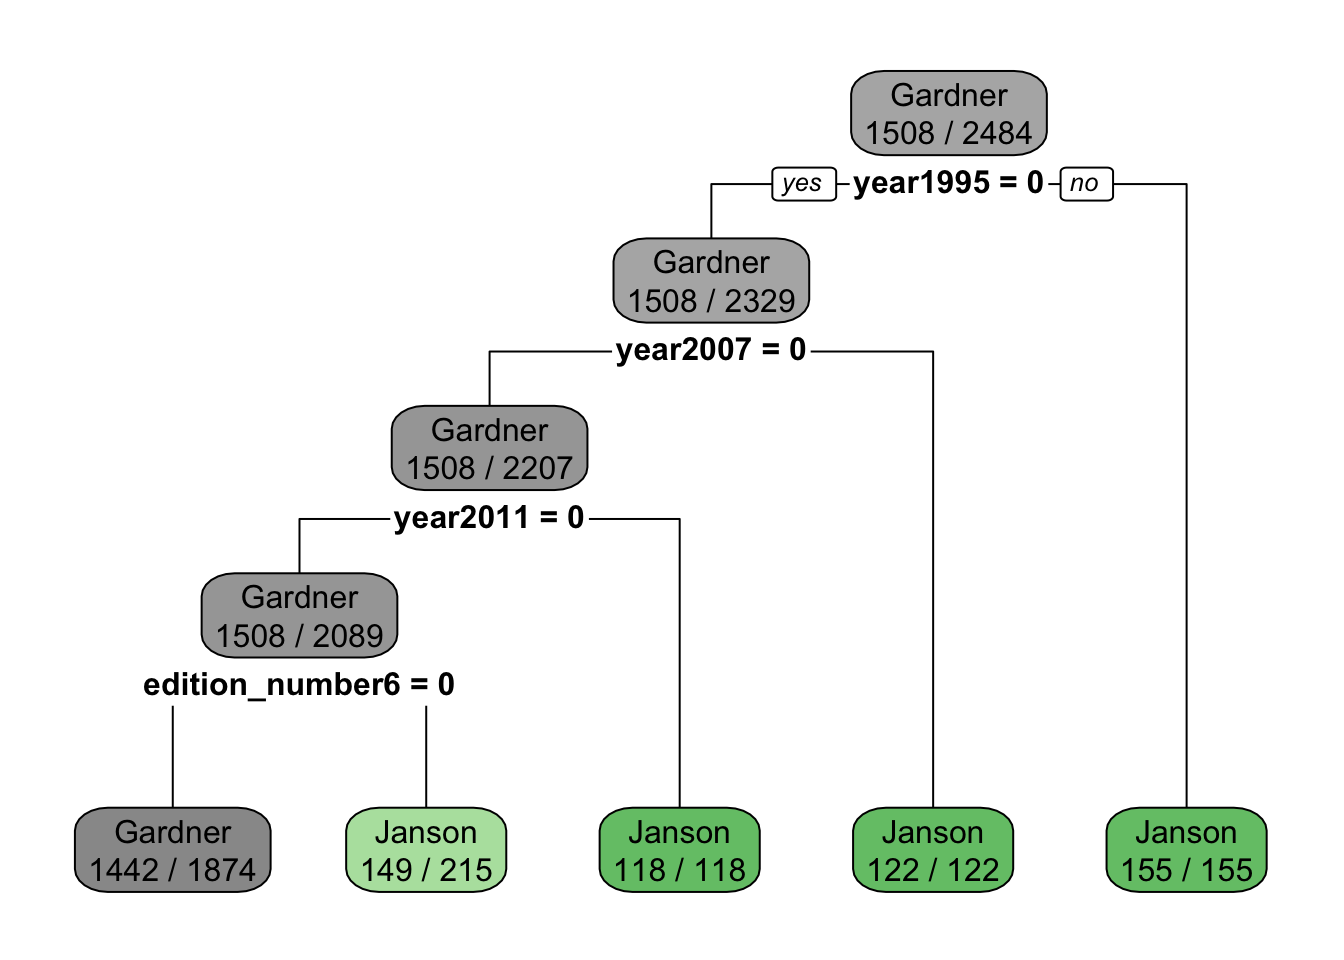 Gardner
1508 / 2484
yes year1995 = 0 no
Gardner
1508 / 2329
year2007 = 0
Gardner
1508 / 2207
year2011 = 0
Gardner
1508 / 2089
edition_number6 = 0
Gardner
1442 / 1874
Janson
149 / 215
Janson
118 / 118
Janson
122 / 122
Janson
155 / 155